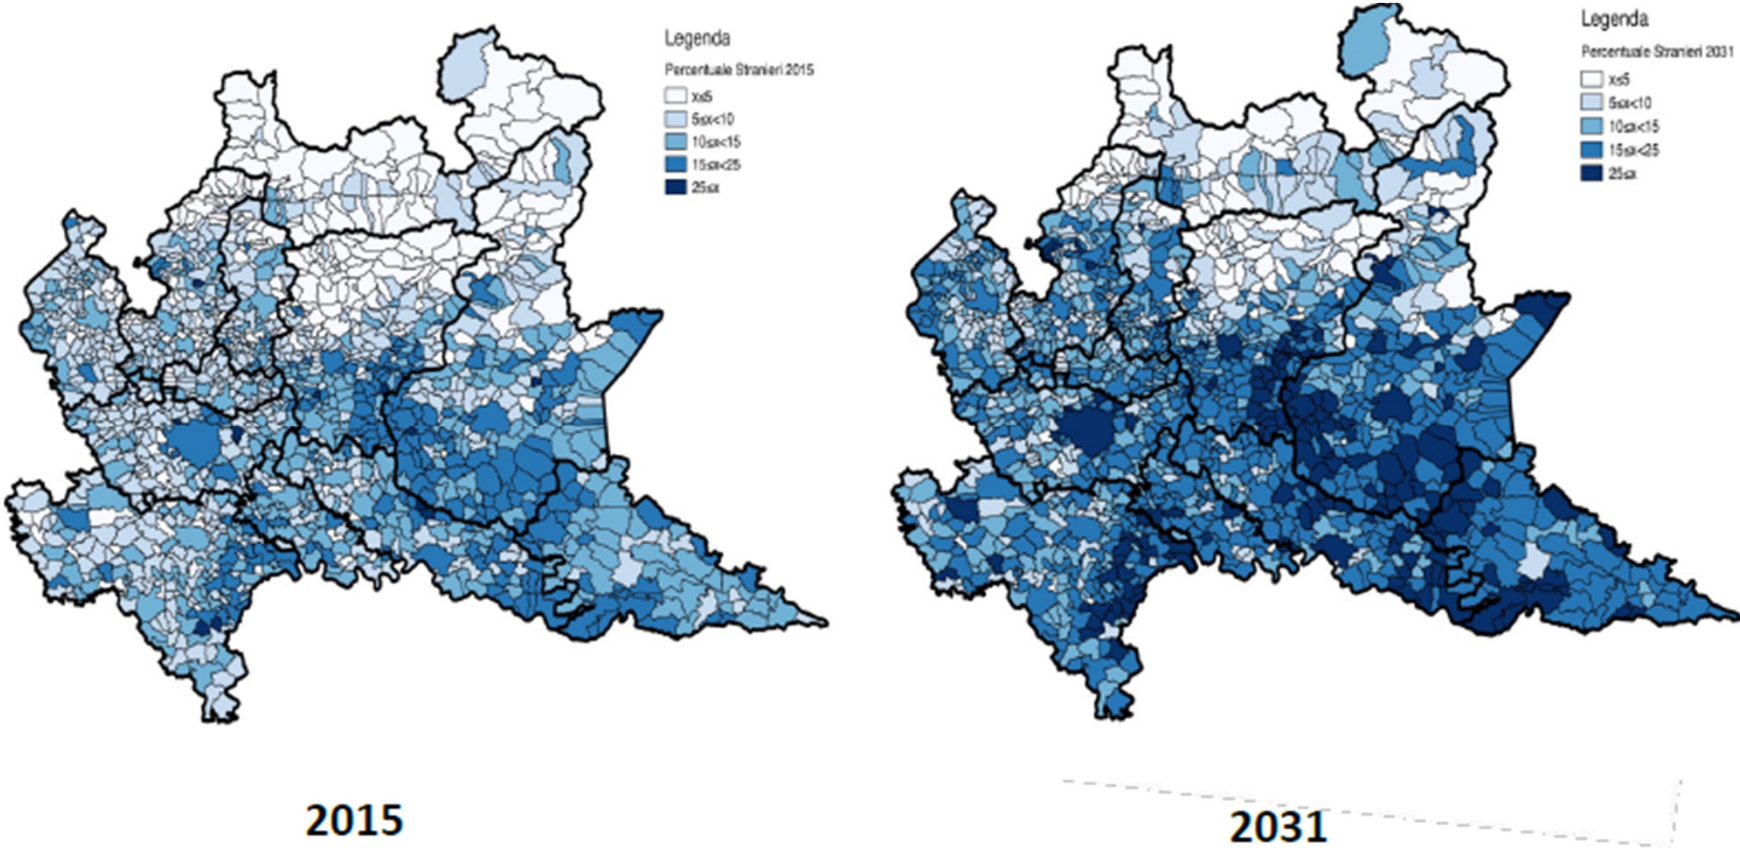 Legenda
Percentuale Stranieri 2015
x≤5
5≤x<10
10≤x<15
15≤x<25
25≤x
Legenda
Percentuale Stranieri 2031
x≤5
5≤x<10
10≤x<15
15≤x<25
25≤x
2015
2031